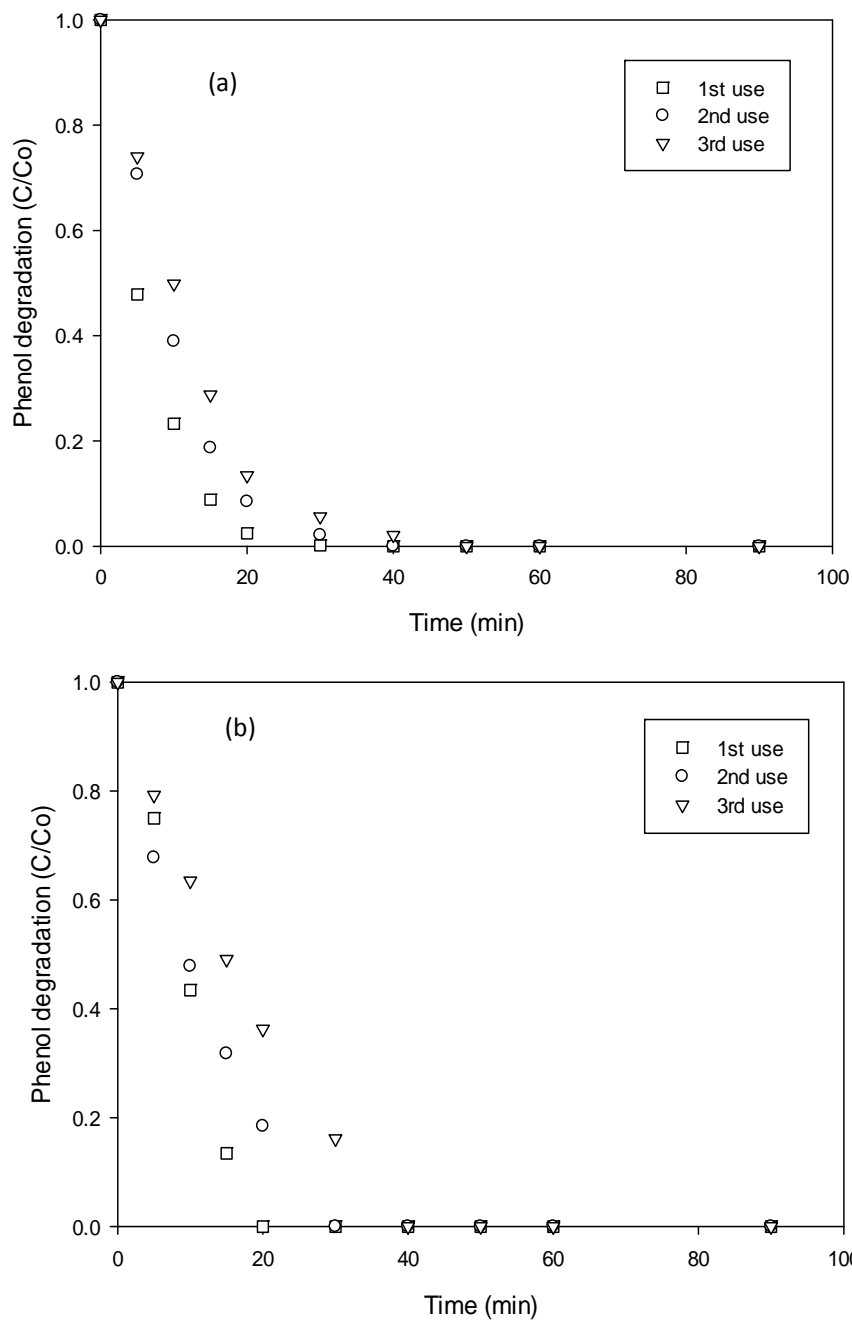 (a)
1st use
2nd use
3rd use
Phenol degradation (C/Co)
1.0
0.8
0.6
0.4
0.2
0.0
0 20 40 60 80 100
Time (min)
(b)
1st use
2nd use
3rd use
Phenol degradation (C/Co)
1.0
0.8
0.6
0.4
0.2
0.0
0 20 40 60 80 100
Time (min)